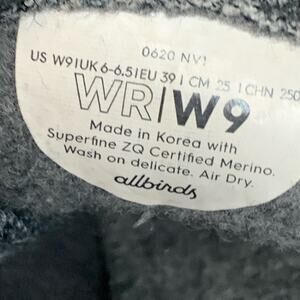 0620 NV1
US W9|UK 6-6.5|EU 39 | CM 25 | CHN 250
WR|W9
Made in Korea with
Superfine ZQ Certified Merino.
Wash on delicate. Air Dry.
allbirds